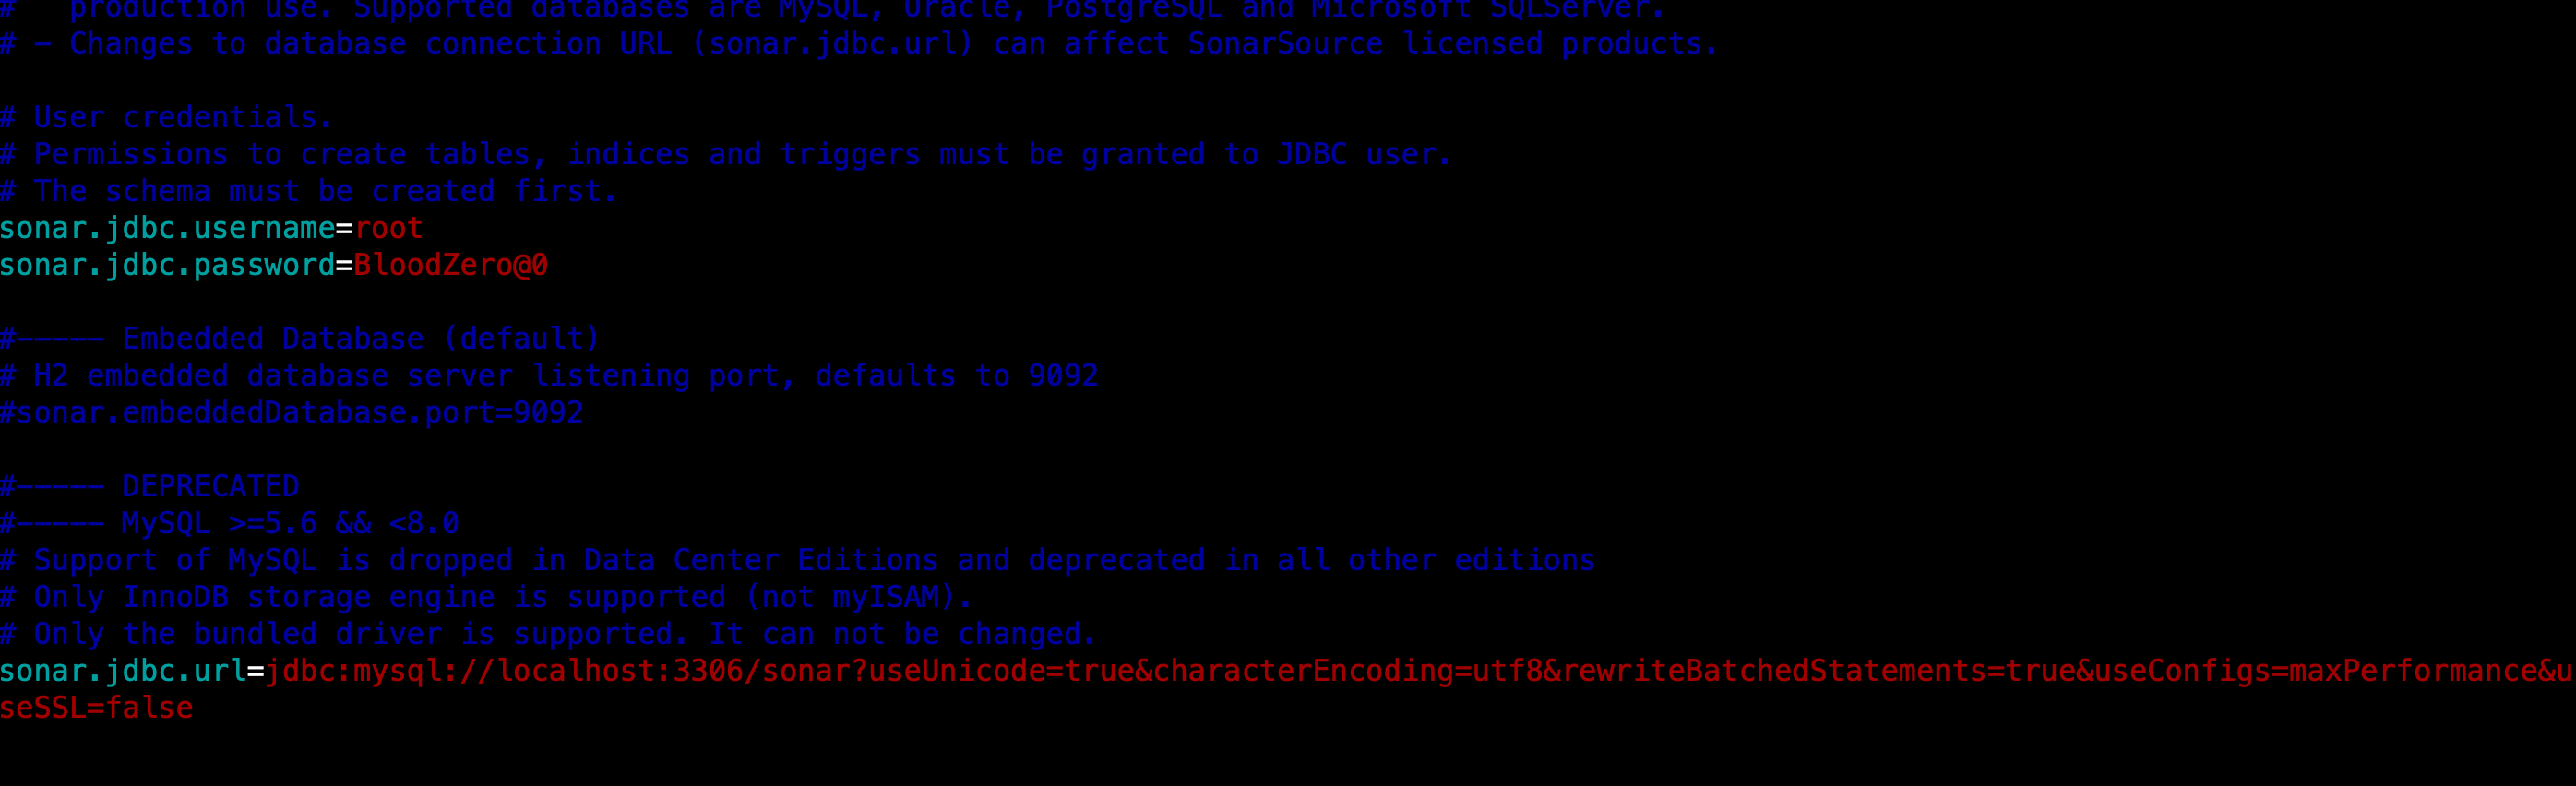 #   production use. Supported databases are MySQL, Oracle, PostgreSQL and Microsoft SQLServer.
# - Changes to database connection URL (sonar.jdbc.url) can affect SonarSource licensed products.
# User credentials.
# Permissions to create tables, indices and triggers must be granted to JDBC user.
# The schema must be created first.
sonar.jdbc.username=root
sonar.jdbc.password=BloodZero@0
#----- Embedded Database (default)
# H2 embedded database server listening port, defaults to 9092
#sonar.embeddedDatabase.port=9092
#----- DEPRECATED
#----- MySQL >=5.6 && <8.0
# Support of MySQL is dropped in Data Center Editions and deprecated in all other editions
# Only InnoDB storage engine is supported (not myISAM).
# Only the bundled driver is supported. It can not be changed.
sonar.jdbc.url=jdbc:mysql://localhost:3306/sonar?useUnicode=true&characterEncoding=utf8&rewriteBatchedStatements=true&useConfigs=maxPerformance&u
seSSL=false